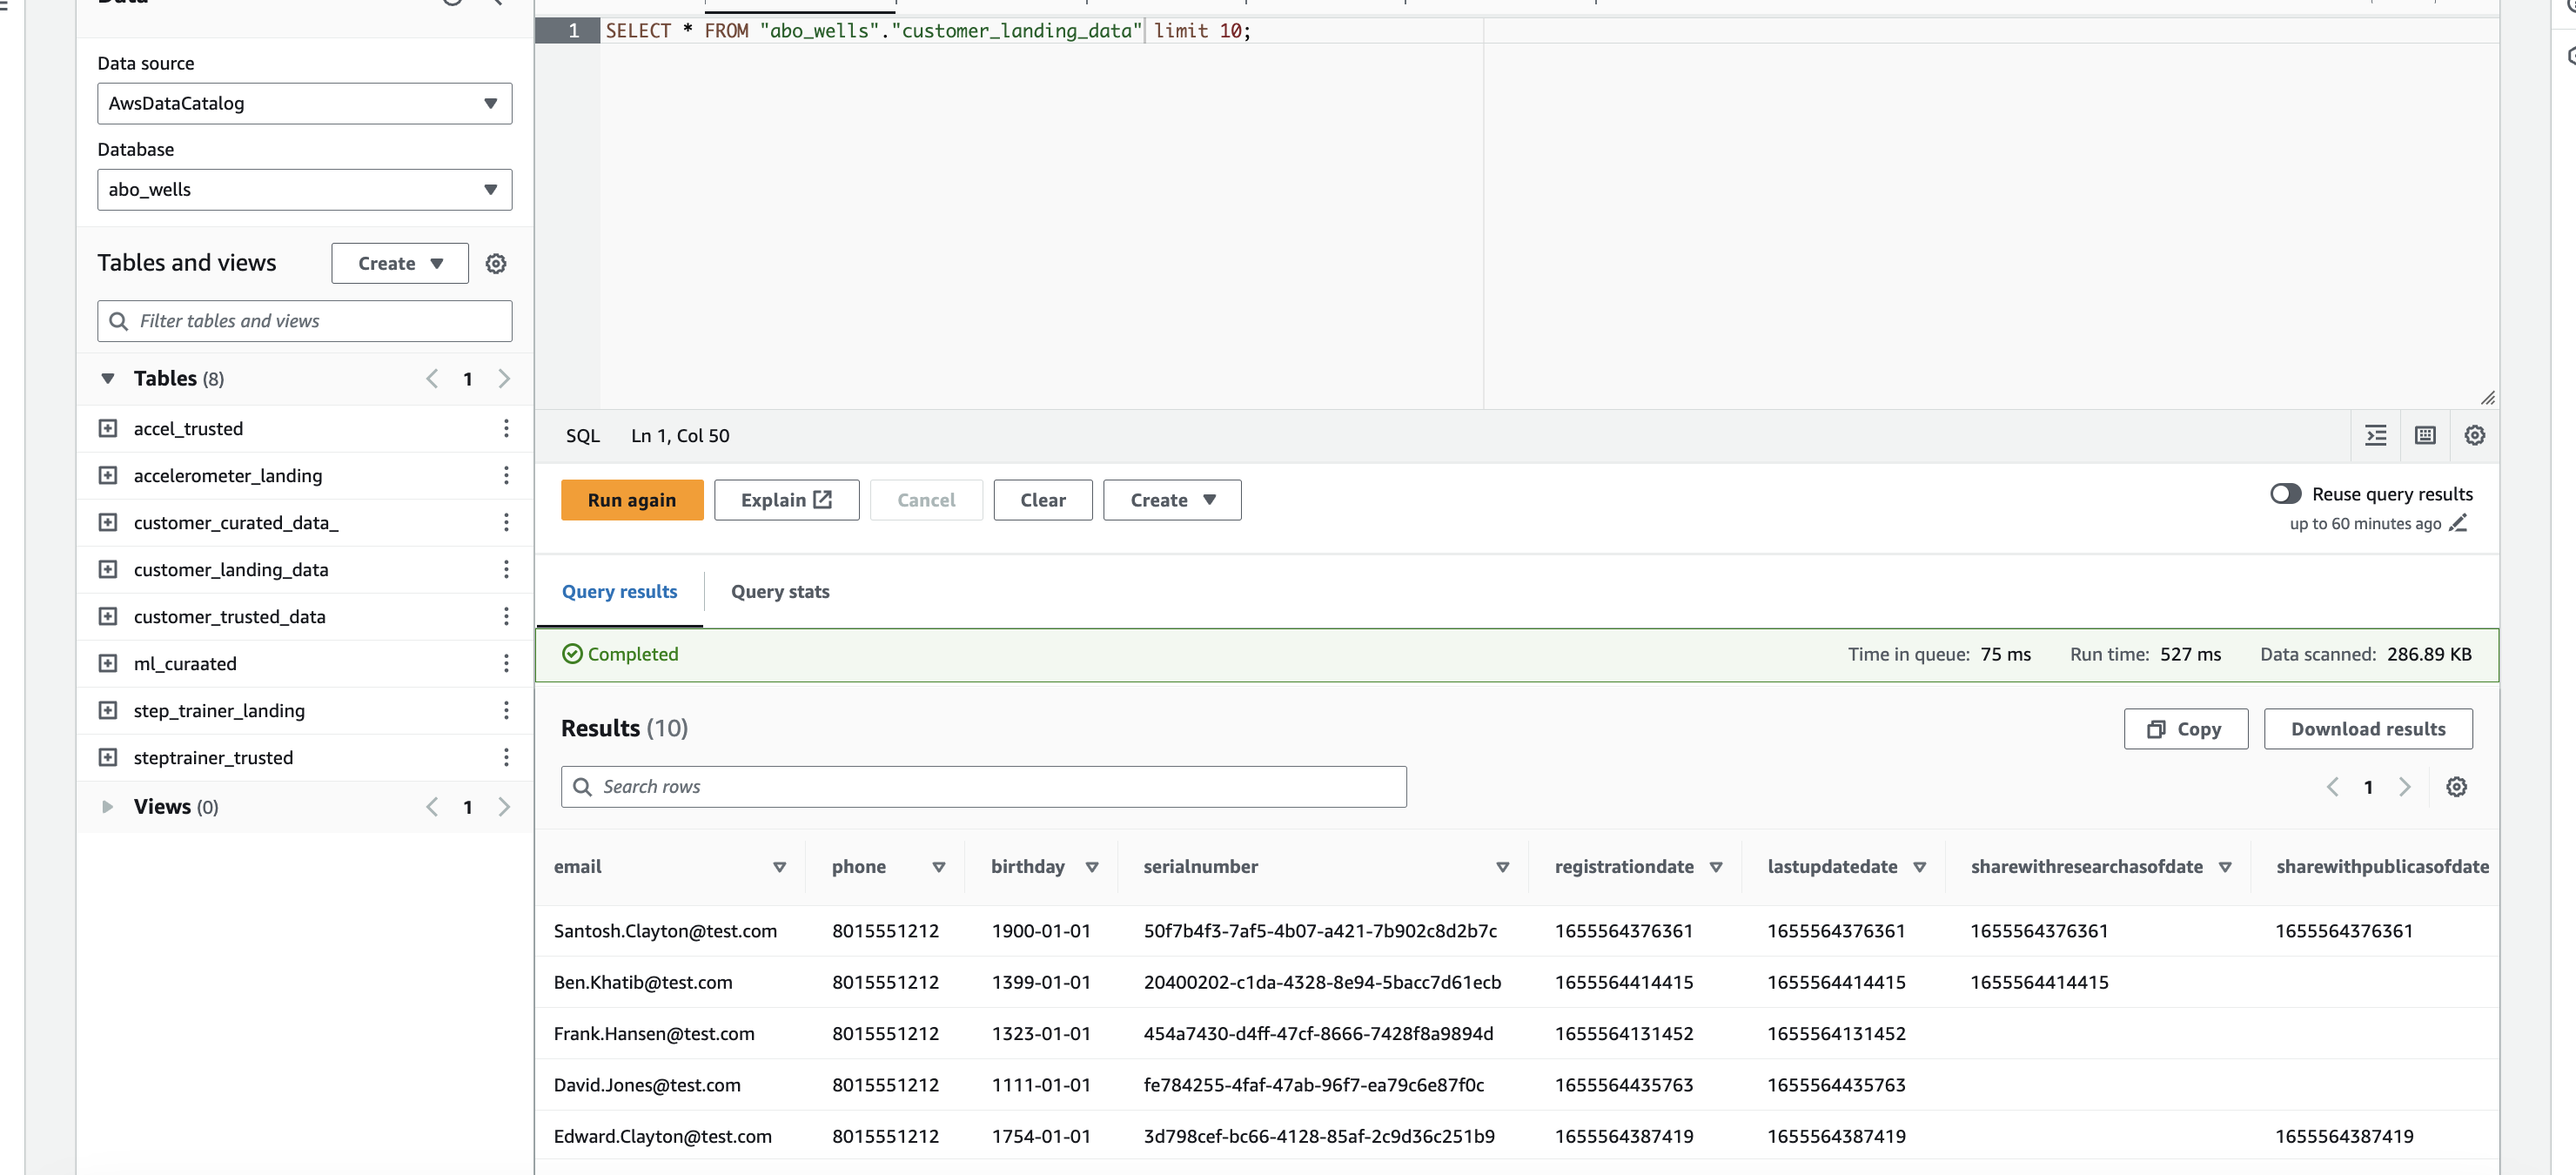 Data
Data source
AwsDataCatalog
Database
abo_wells
Tables and views
Create
Filter tables and views
Tables (8)
1
accel_trusted
accelerometer_landing
customer_curated_data_
customer_landing_data
customer_trusted_data
ml_curaated
step_trainer_landing
steptrainer_trusted
Views (0)
1
1 SELECT * FROM "abo_wells"."customer_landing_data" limit 10;
SQL Ln 1, Col 50
Run again Explain Cancel Clear Create
Reuse query results
up to 60 minutes ago
Query results Query stats
Completed Time in queue: 75 ms Run time: 527 ms Data scanned: 286.89 KB
Results (10) Copy Download results
Search rows 1
email phone birthday serialnumber registrationdate lastupdatedate sharewithresearchasofdate sharewithpublicasofdate
Santosh.Clayton@test.com 8015551212 1900-01-01 50f7b4f3-7af5-4b07-a421-7b902c8d2b7c 1655564376361 1655564376361 1655564376361 1655564376361
Ben.Khatib@test.com 8015551212 1399-01-01 20400202-c1da-4328-8e94-5bacc7d61ecb 1655564414415 1655564414415 1655564414415
Frank.Hansen@test.com 8015551212 1323-01-01 454a7430-d4ff-47cf-8666-7428f8a9894d 1655564131452 1655564131452
David.Jones@test.com 8015551212 1111-01-01 fe784255-4faf-47ab-96f7-ea79c6e87f0c 1655564435763 1655564435763
Edward.Clayton@test.com 8015551212 1754-01-01 3d798cef-bc66-4128-85af-2c9d36c251b9 1655564387419 1655564387419 1655564387419